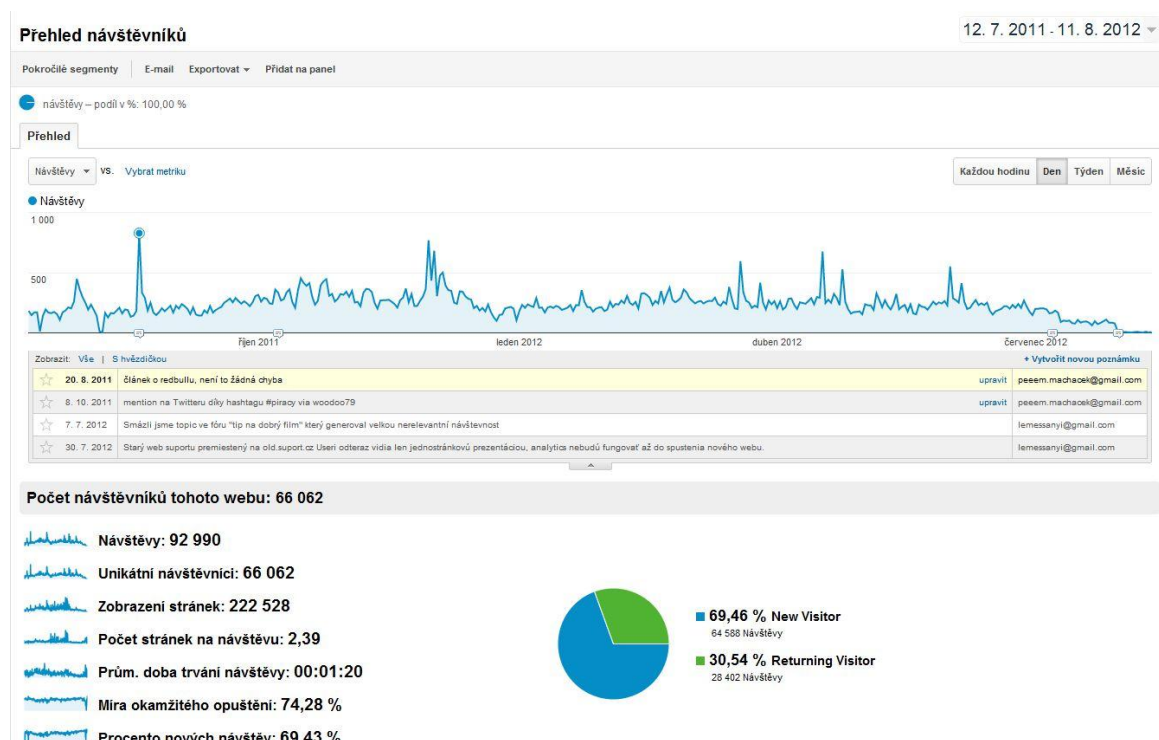 Přehled návštěvníků
12. 7. 2011 - 11. 8. 2012
Pokročilé segmenty E-mail Exportovat Přidat na panel
návštěvy – podíl v %: 100,00 %
Přehled
Návštěvy vs. Vybrat metriku
Každou hodinu Den Týden Měsíc
Návštěvy
1 000
500
říjen 2011 leden 2012 duben 2012 červenec 2012
Zobrazit: Vše | S hvězdičkou + Vytvořit novou poznámku
20. 8. 2011 článek o redbullu, není to žádná chyba upravit peeem.machacek@gmail.com
8. 10. 2011 mention na Twitteru díky hashtagu #piracy via woodoo79 upravit peeem.machacek@gmail.com
7. 7. 2012 Smázli jsme topic ve fóru "tip na dobrý film" který generoval velkou nerelevantní návštevnost lemessanyi@gmail.com
30. 7. 2012 Starý web suportu premiestený na old.suport.cz Useri odteraz vidia len jednostránkovú prezentáciou, analytics nebudú fungovať až do spustenia nového webu. lemessanyi@gmail.com
Počet návštěvníků tohoto webu: 66 062
Návštěvy: 92 990
Unikátní návštěvníci: 66 062
Zobrazení stránek: 222 528
Počet stránek na návštěvu: 2,39
Prům. doba trvání návštěvy: 00:01:20
Míra okamžitého opuštění: 74,28 %
Procento nových návštěv: 69,43 %
69,46 % New Visitor
64 588 Návštěvy
30,54 % Returning Visitor
28 402 Návštěvy